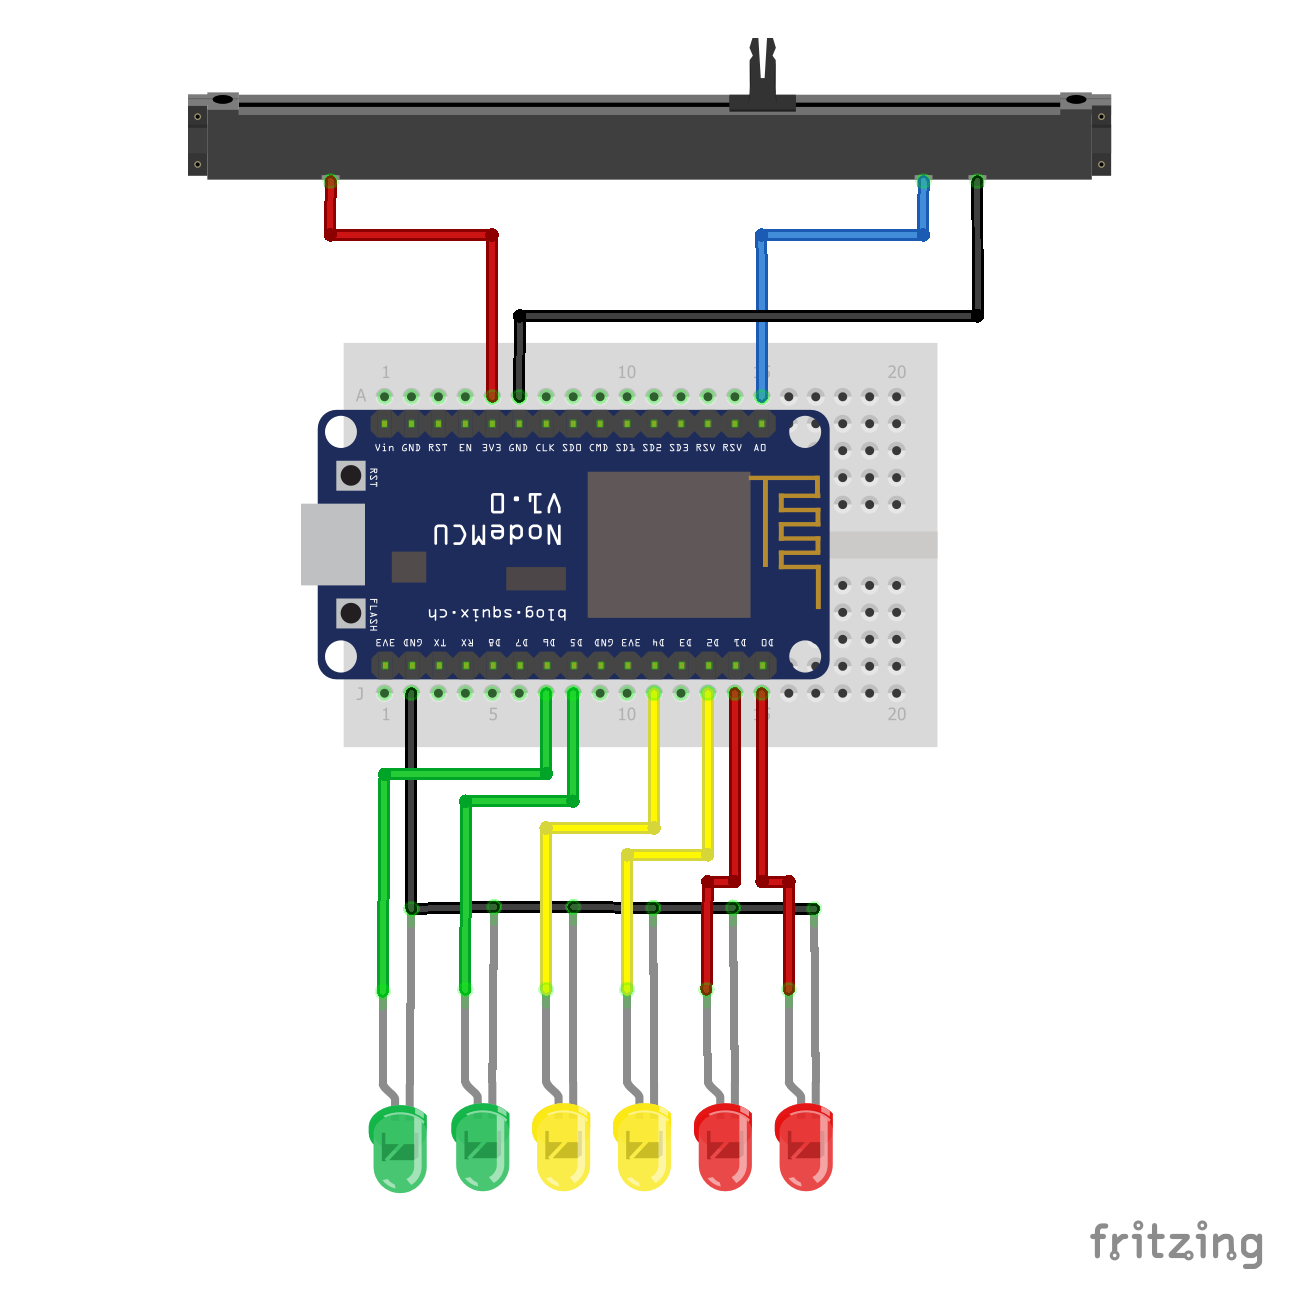 1 10 15 20
A
Vin GND RST EN 3V3 GND CLK SD0 CMD SD1 SD2 SD3 RSV RSV A0
RST
V1.0
NodeMCU
FLASH
blog.squix.ch
3V3 GND TX RX D8 D7 D6 D5 GND 3V3 D4 D3 D2 D1 D0
J
1 5 10 15 20
fritzing